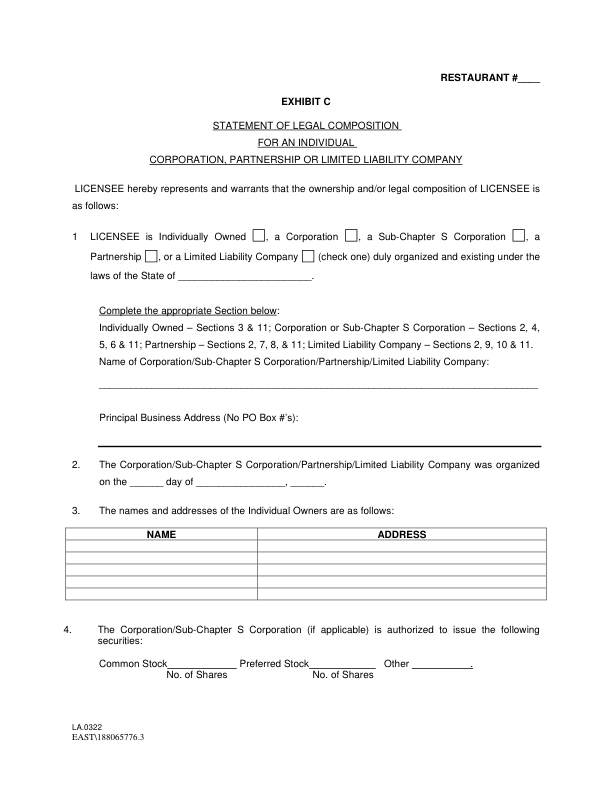 RESTAURANT #____
EXHIBIT C
STATEMENT OF LEGAL COMPOSITION
FOR AN INDIVIDUAL
CORPORATION, PARTNERSHIP OR LIMITED LIABILITY COMPANY
LICENSEE hereby represents and warrants that the ownership and/or legal composition of LICENSEE is
as follows:
1 LICENSEE is Individually Owned ☐, a Corporation ☐, a Sub-Chapter S Corporation ☐, a
Partnership ☐, or a Limited Liability Company ☐ (check one) duly organized and existing under the
laws of the State of ________________________.
Complete the appropriate Section below:
Individually Owned – Sections 3 & 11; Corporation or Sub-Chapter S Corporation – Sections 2, 4,
5, 6 & 11; Partnership – Sections 2, 7, 8, & 11; Limited Liability Company – Sections 2, 9, 10 & 11.
Name of Corporation/Sub-Chapter S Corporation/Partnership/Limited Liability Company:
________________________________________________________________________________
Principal Business Address (No PO Box #'s):
2. The Corporation/Sub-Chapter S Corporation/Partnership/Limited Liability Company was organized
on the ______ day of ________________, ______.
3. The names and addresses of the Individual Owners are as follows:
NAME ADDRESS
4. The Corporation/Sub-Chapter S Corporation (if applicable) is authorized to issue the following
securities:
Common Stock_____________ Preferred Stock____________ Other ___________.
No. of Shares No. of Shares
LA.0322
EAST\188065776.3